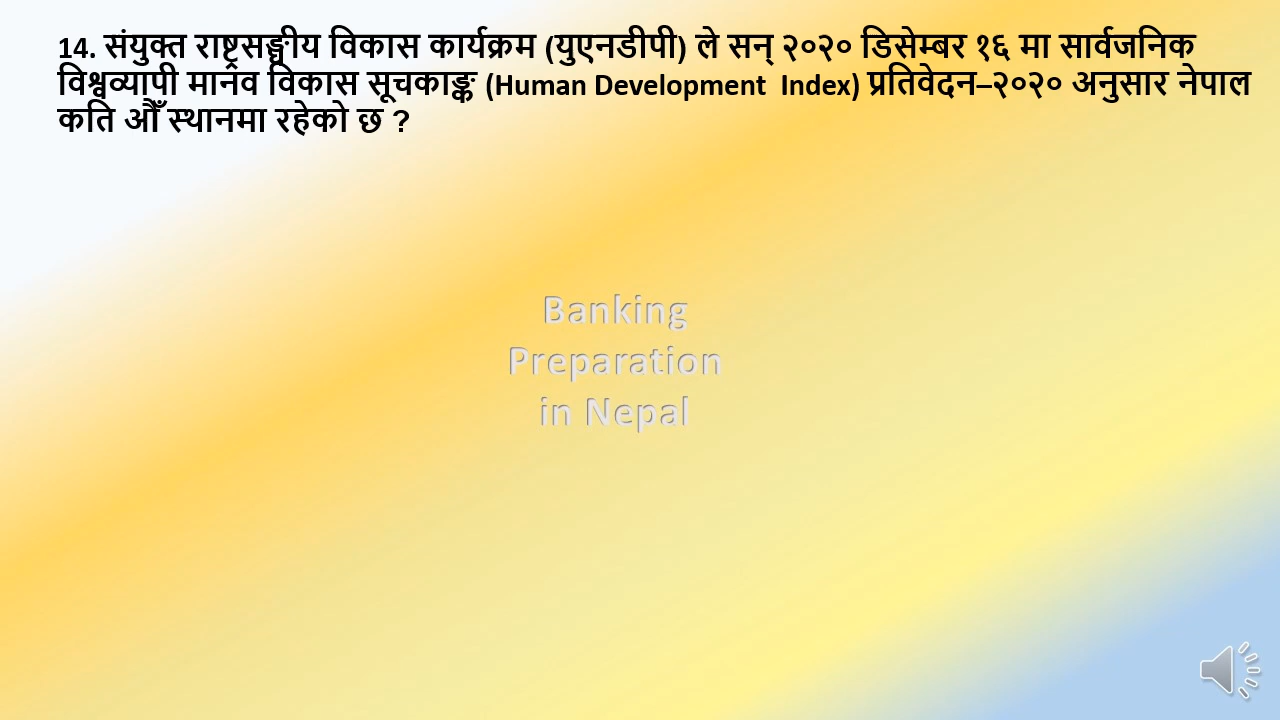 14. संयुक्त राष्ट्रसङ्घीय विकास कार्यक्रम (युएनडीपी) ले सन् २०२० डिसेम्बर १६ मा सार्वजनिक
विश्वव्यापी मानव विकास सूचकाङ्क (Human Development Index) प्रतिवेदन–२०२० अनुसार नेपाल
कति औँ स्थानमा रहेको छ ?
Banking
Preparation
in Nepal